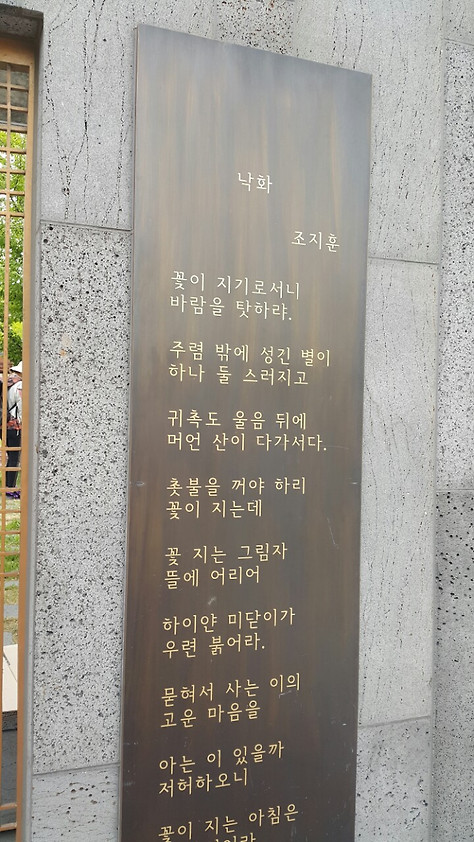 낙화
조지훈
꽃이 지기로서니
바람을 탓하랴.
주렴 밖에 성긴 별이
하나 둘 스러지고
귀촉도 울음 뒤에
머언 산이 다가서다.
촛불을 꺼야 하리
꽃이 지는데
꽃 지는 그림자
뜰에 어리어
하이얀 미닫이가
우련 붉어라.
묻혀서 사는 이의
고운 마음을
아는 이 있을까
저허하오니
꽃이 지는 아침은